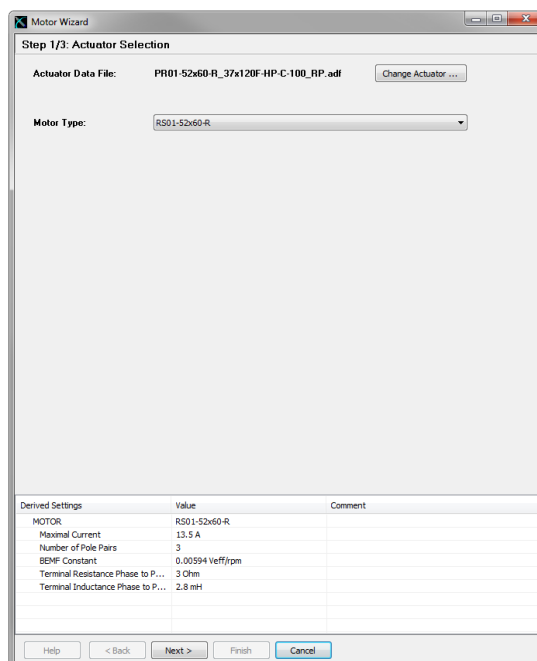 Motor Wizard
Step 1/3: Actuator Selection
Actuator Data File: PR01-52x60-R_37x120F-HP-C-100_RP.adf Change Actuator ...
Motor Type: RS01-52x60-R
Derived Settings Value Comment
MOTOR RS01-52x60-R
Maximal Current 13.5 A
Number of Pole Pairs 3
BEMF Constant 0.00594 Veff/rpm
Terminal Resistance Phase to P... 3 Ohm
Terminal Inductance Phase to P... 2.8 mH
Help < Back Next > Finish Cancel